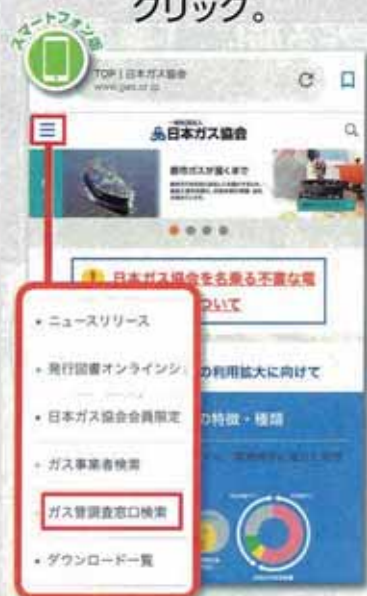 クリック。
スマートフォン版
TOP | 日本ガス協会
www.gas.or.jp
一般社団法人
日本ガス協会
都市ガスが届くまで
日本ガス協会を名乗る不審な電
ついて
・ニュースリリース
・発行図書オンラインシ
の利用拡大に向けて
・日本ガス協会会員限定
の特徴・種類
・ガス事業者検索
ガス管調査窓口検索
・ダウンロード一覧